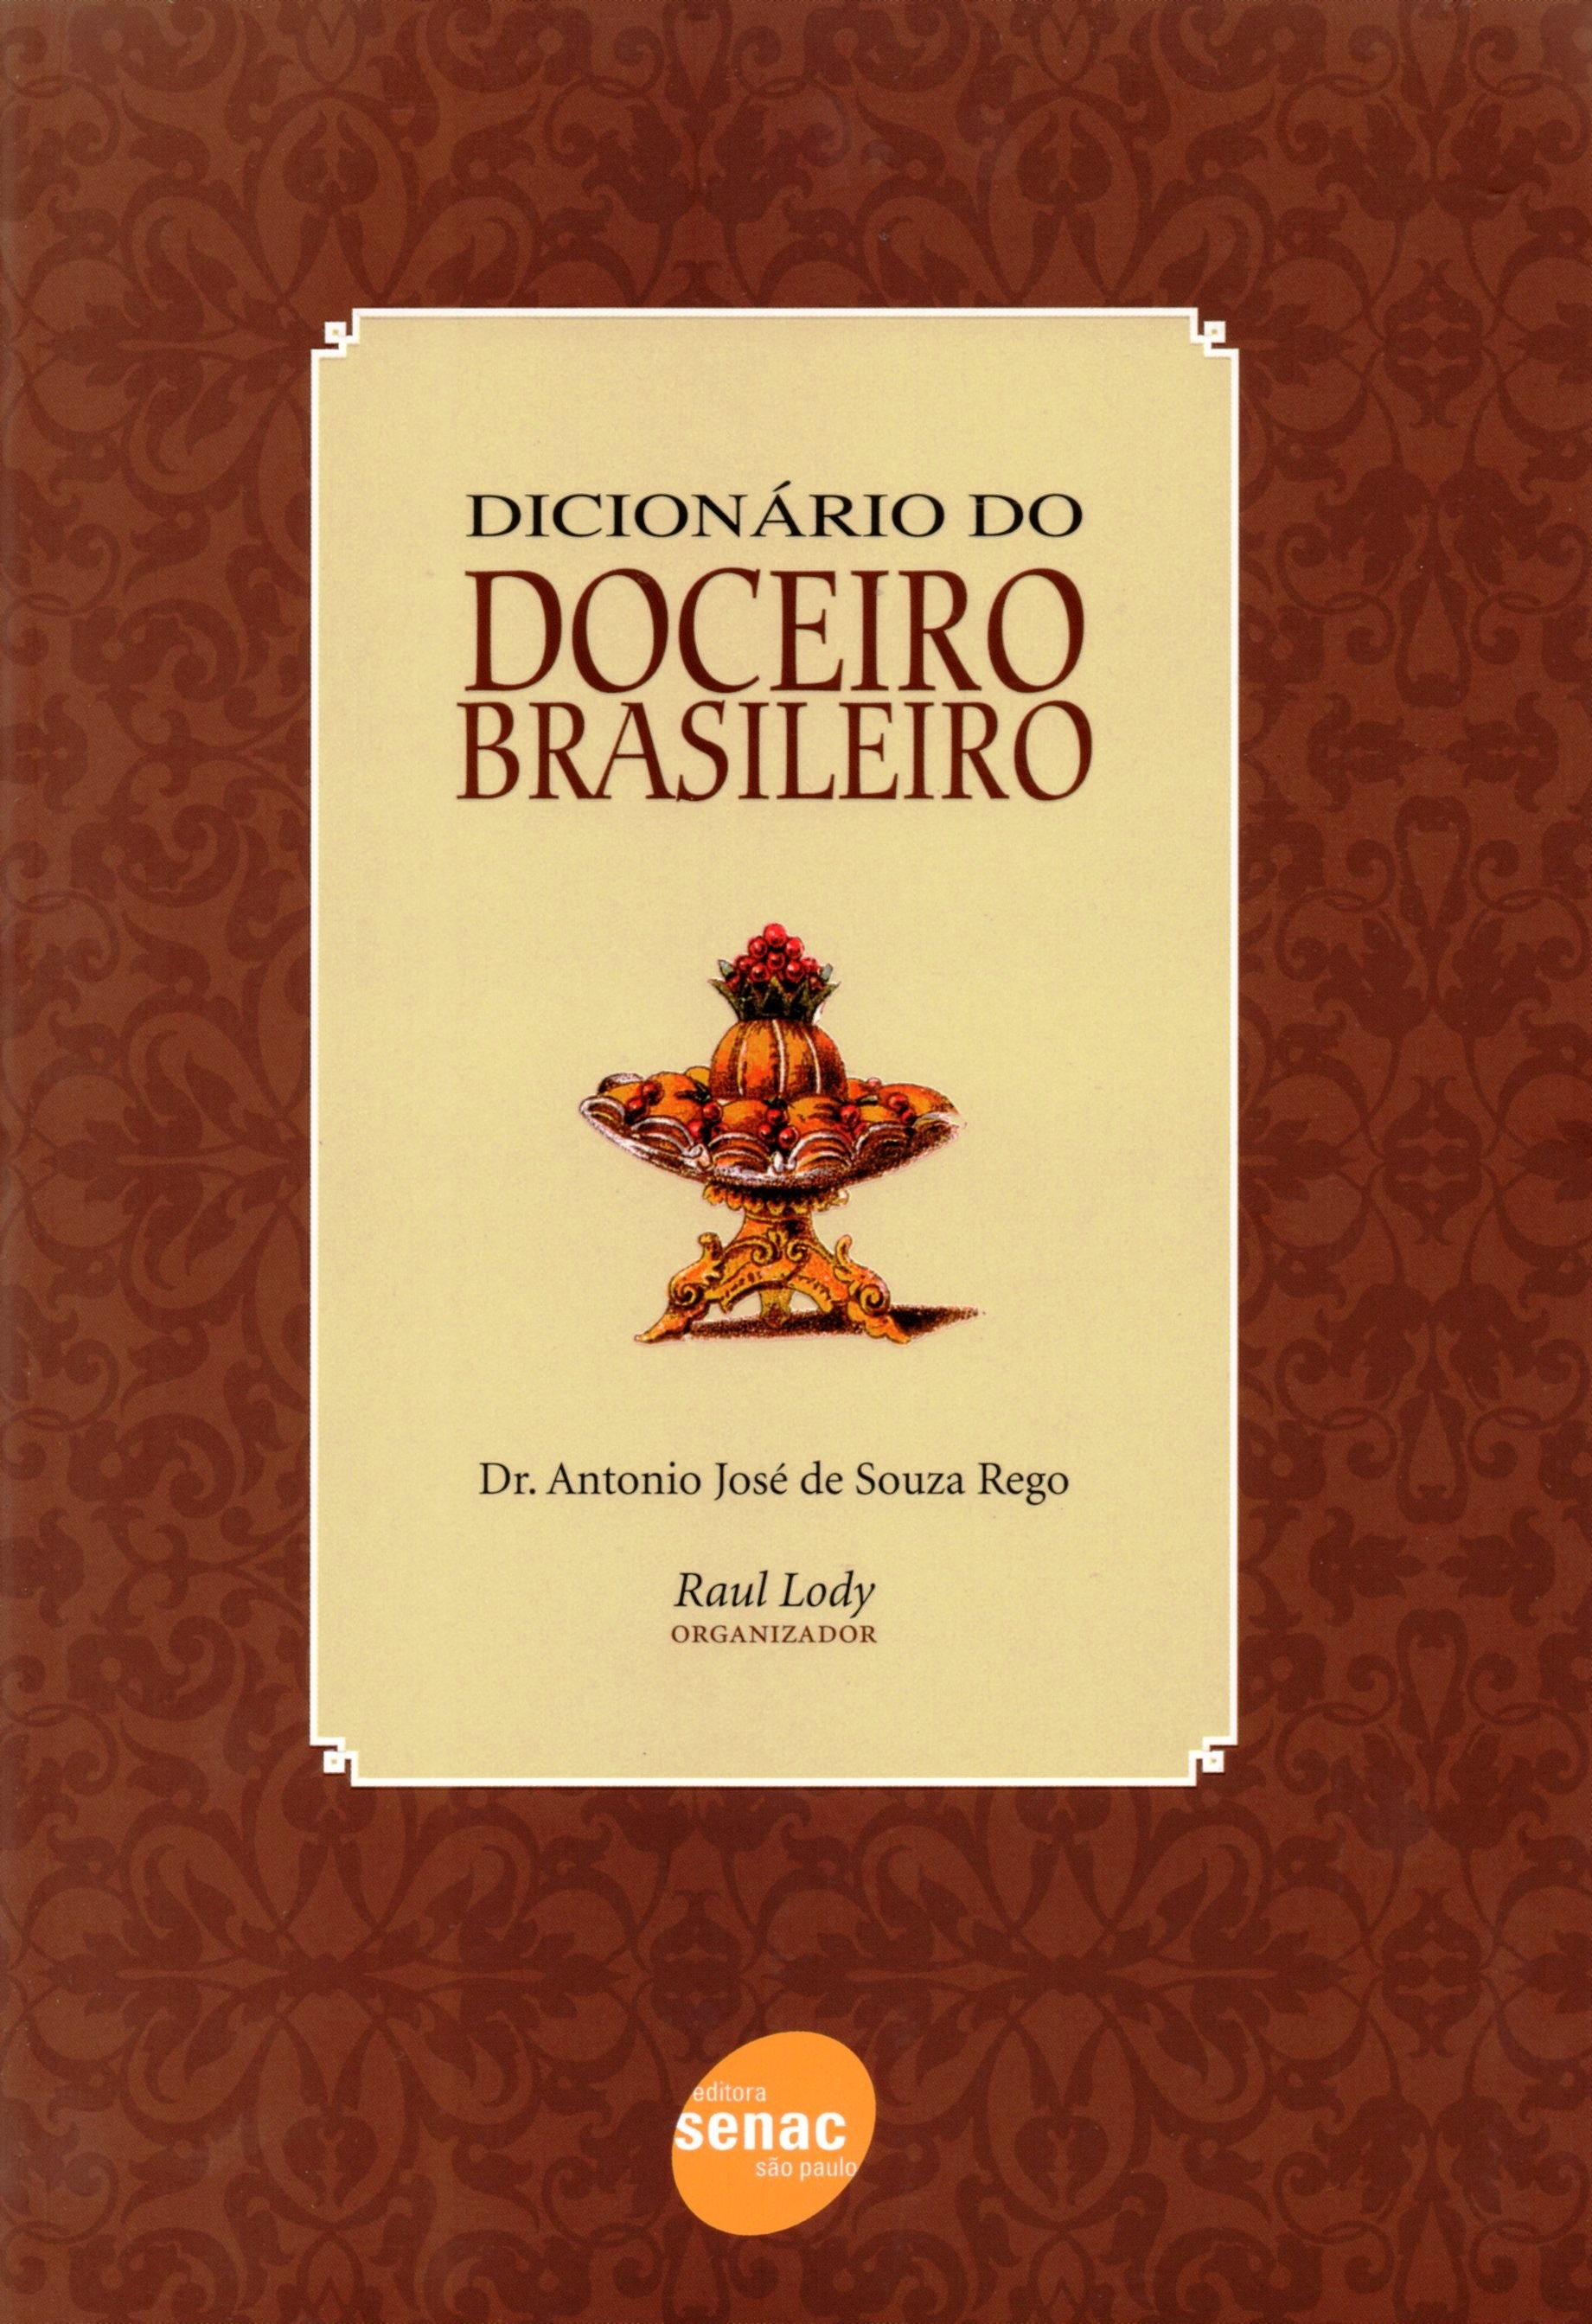 DICIONÁRIO DO
DOCEIRO
BRASILEIRO
Dr. Antonio José de Souza Rego
Raul Lody
ORGANIZADOR
editora
senac
são paulo